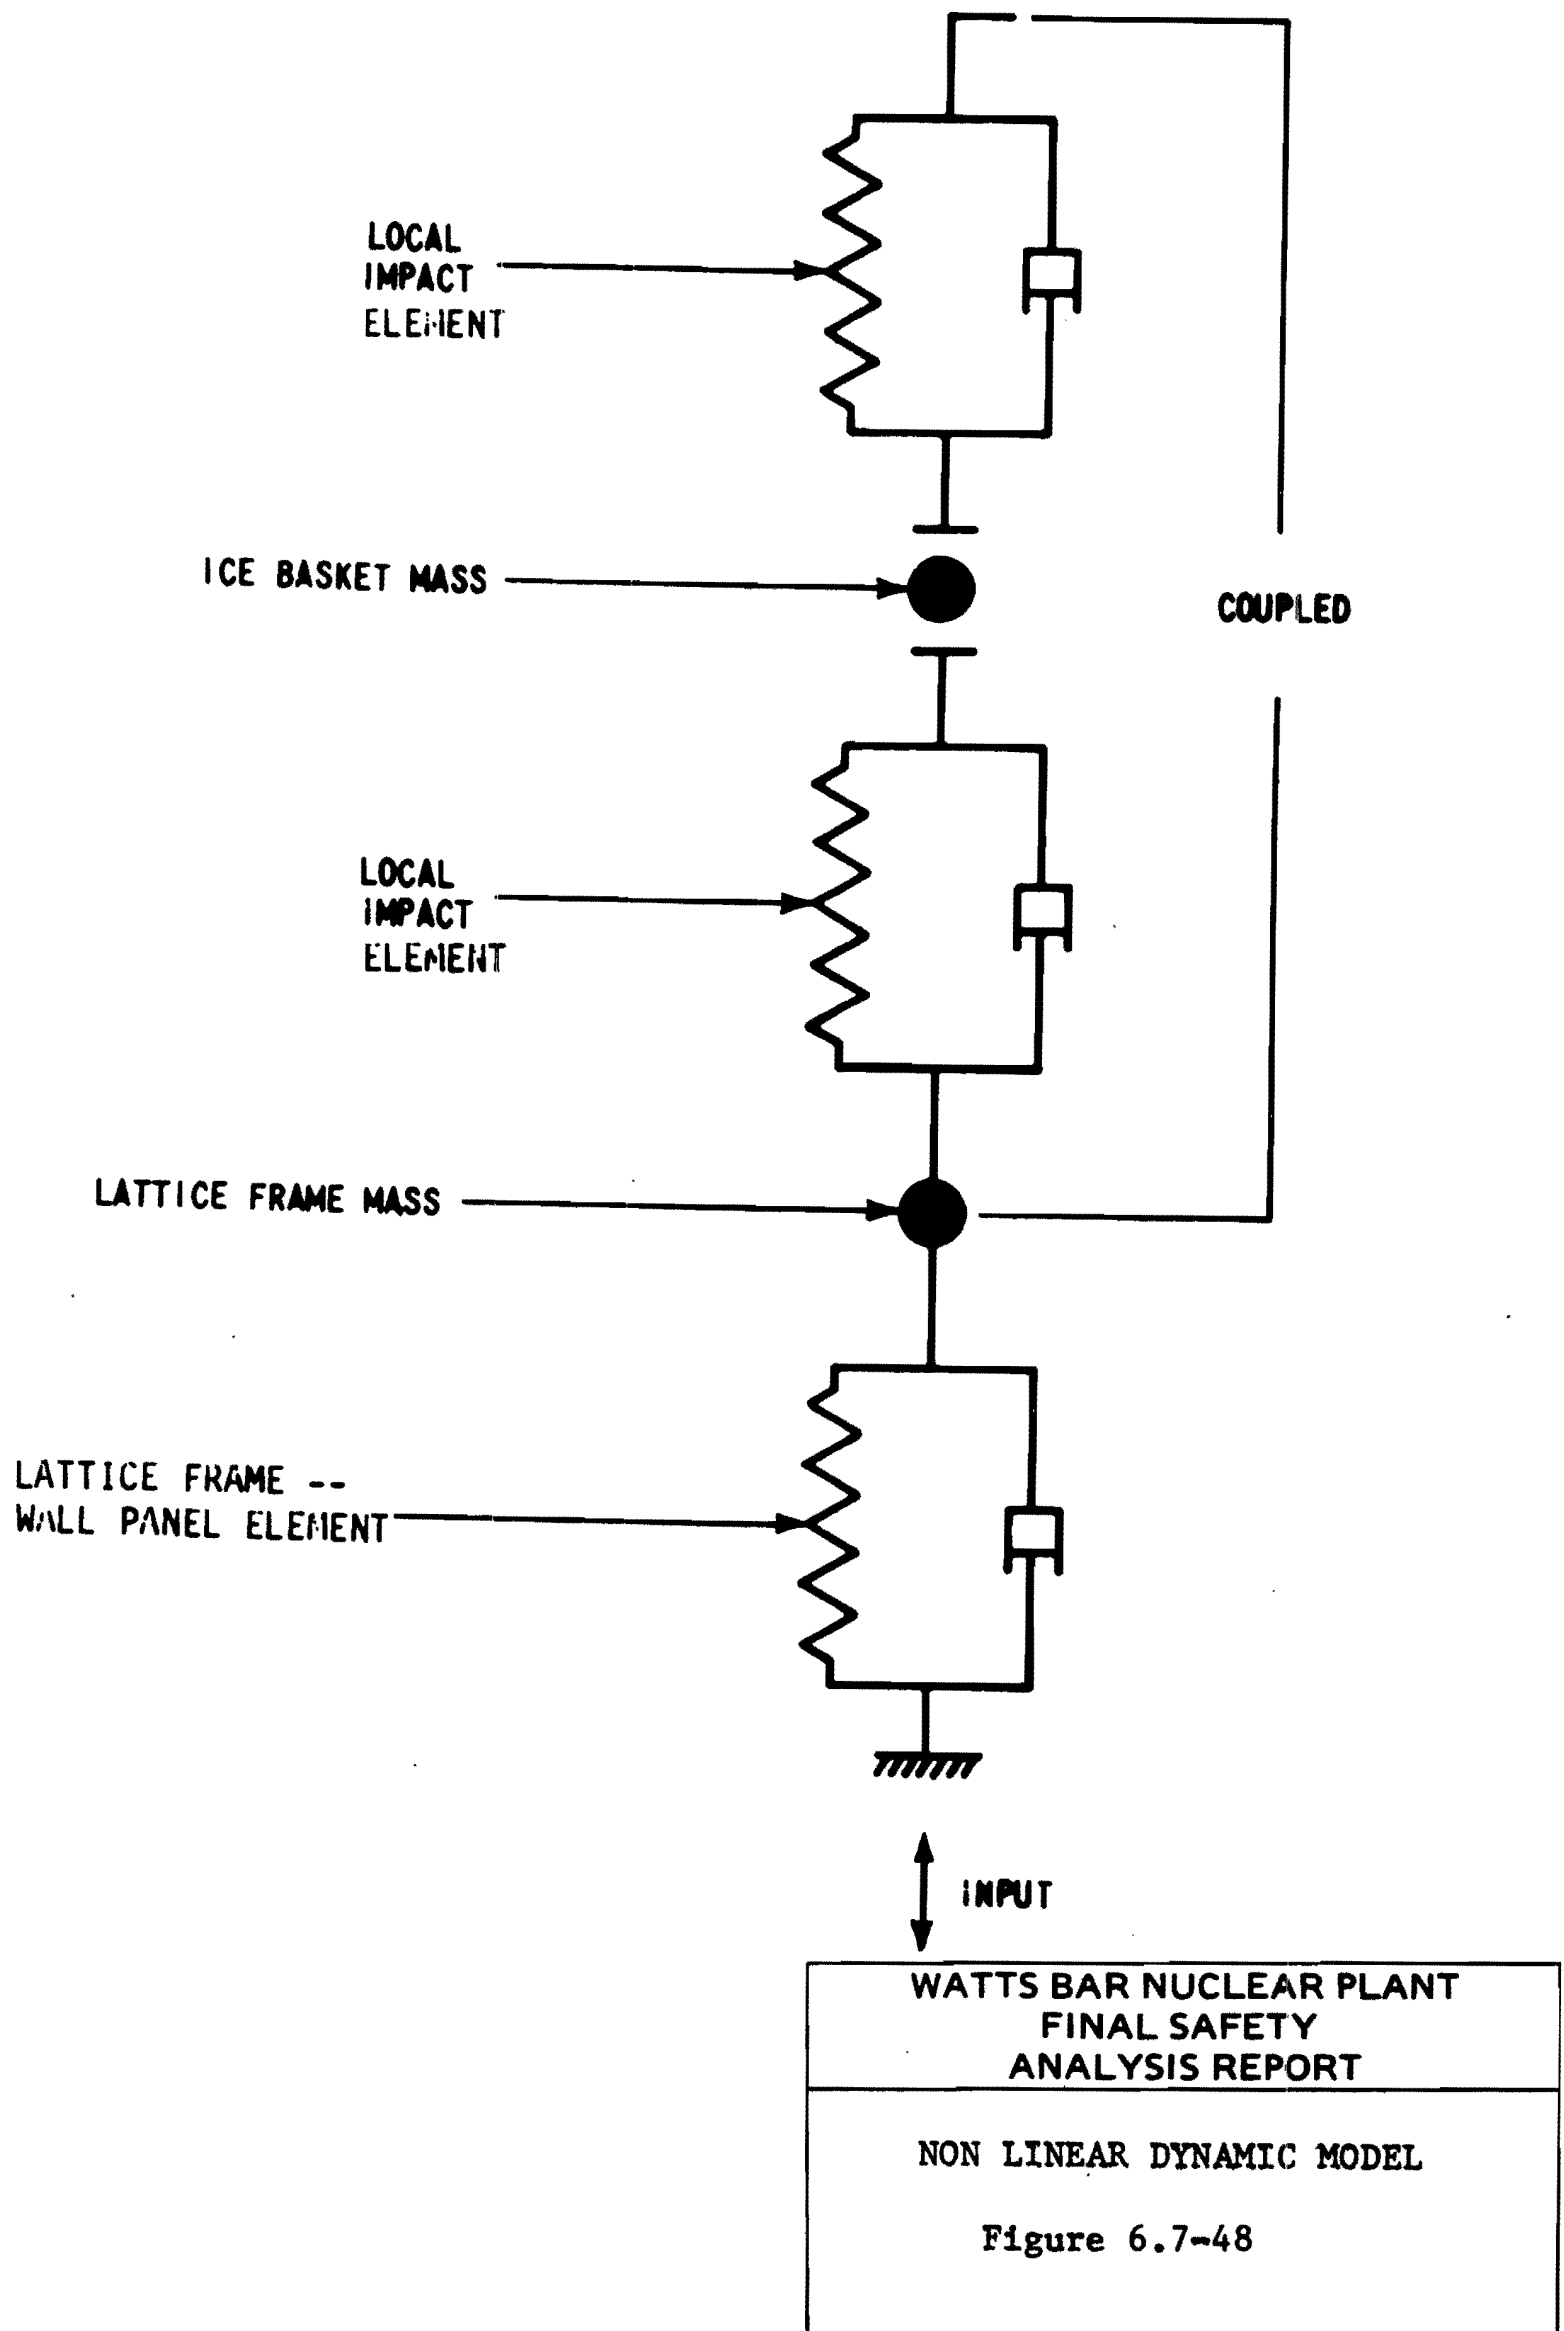 LOCAL
IMPACT
ELEMENT
ICE BASKET MASS
COUPLED
LOCAL
IMPACT
ELEMENT
LATTICE FRAME MASS
LATTICE FRAME --
WALL PANEL ELEMENT
INPUT
WATTS BAR NUCLEAR PLANT
FINAL SAFETY
ANALYSIS REPORT
NON LINEAR DYNAMIC MODEL
Figure 6.7-48